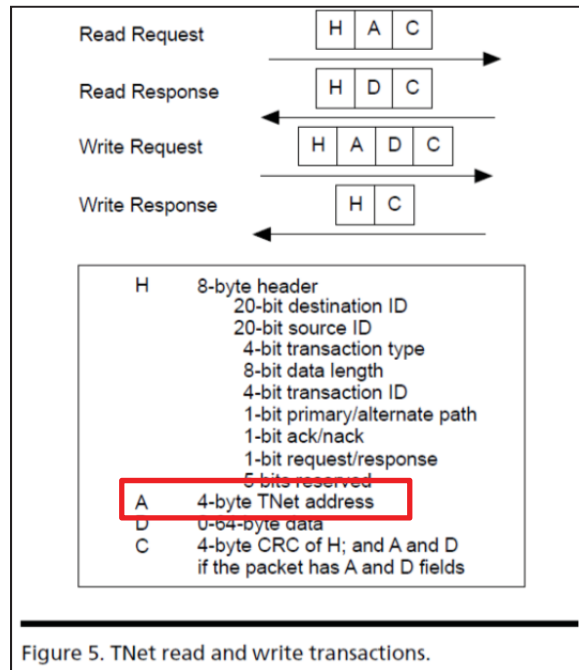 Read Request H A C
Read Response H D C
Write Request H A D C
Write Response H C
H 8-byte header
20-bit destination ID
20-bit source ID
4-bit transaction type
8-bit data length
4-bit transaction ID
1-bit primary/alternate path
1-bit ack/nack
1-bit request/response
5 bits reserved
A 4-byte TNet address
D 0-64-byte data
C 4-byte CRC of H; and A and D
if the packet has A and D fields
Figure 5. TNet read and write transactions.